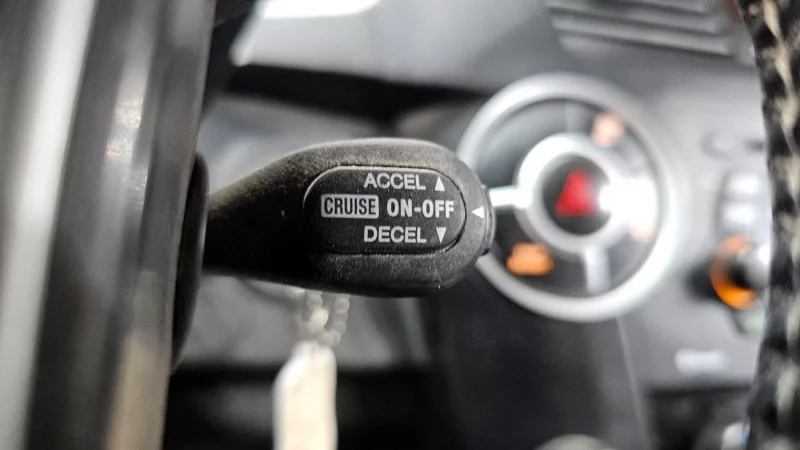 ACCEL ▲
CRUISE ON-OFF ◄
DECEL ▼